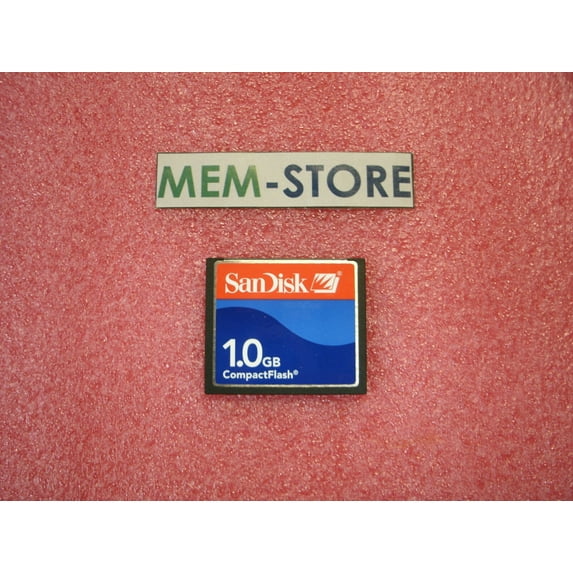 MEM-STORE
SanDisk ®
1.0GB
CompactFlash®